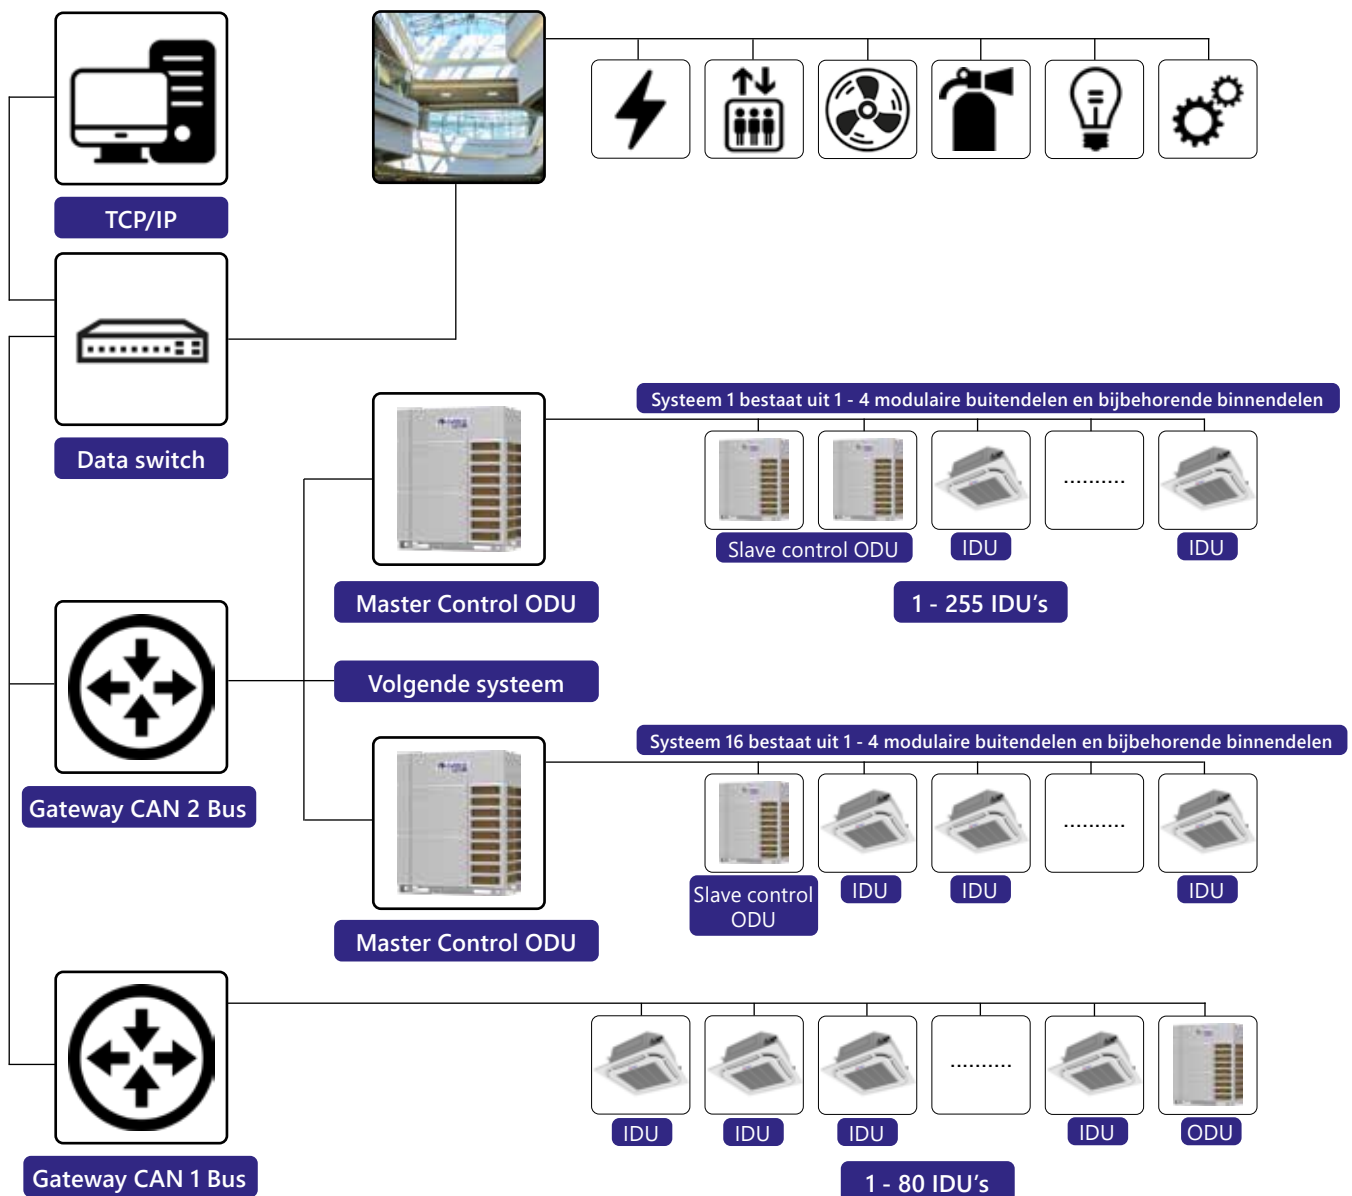 TCP/IP
Data switch
Systeem 1 bestaat uit 1 - 4 modulaire buitendelen en bijbehorende binnendelen
Slave control ODU
IDU
..........
IDU
Master Control ODU
1 - 255 IDU's
Volgende systeem
Gateway CAN 2 Bus
Systeem 16 bestaat uit 1 - 4 modulaire buitendelen en bijbehorende binnendelen
Slave control
ODU
IDU
IDU
..........
IDU
Master Control ODU
Gateway CAN 1 Bus
IDU
IDU
IDU
..........
IDU
ODU
1 - 80 IDU's